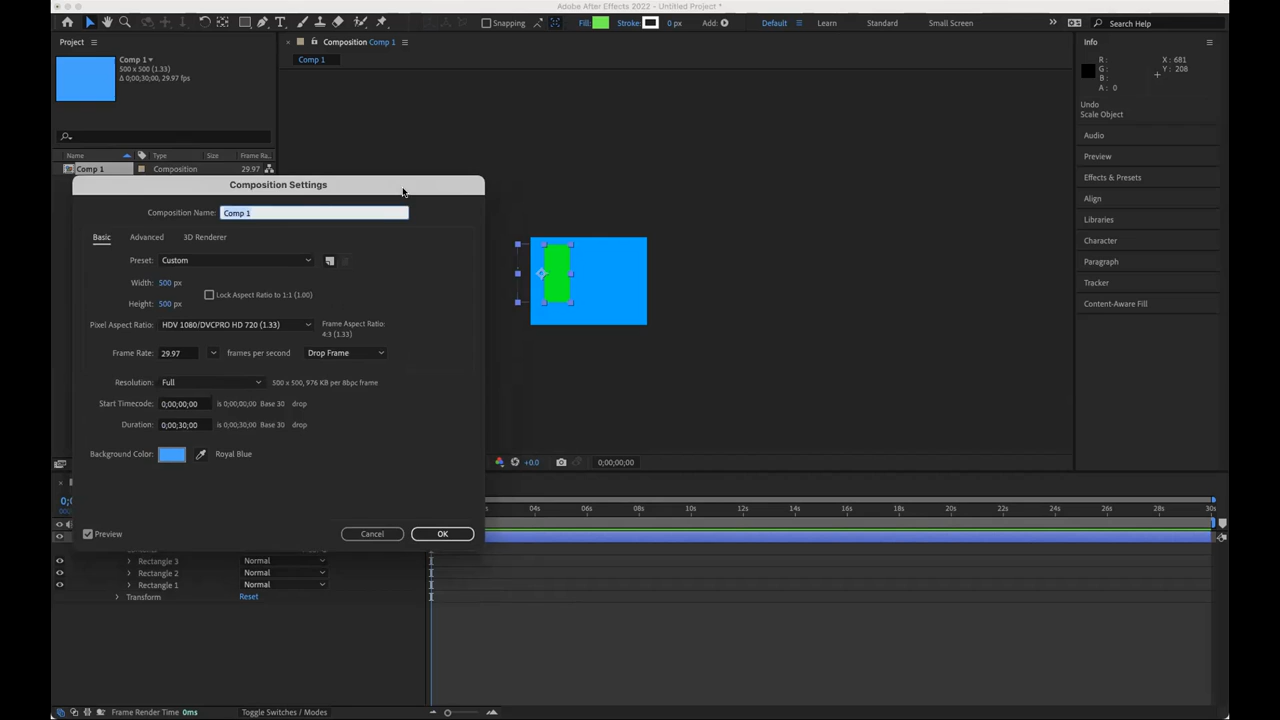 Adobe After Effects 2022 - Untitled Project *
Snapping
Fill:
Stroke:
0 px
Add:
Default
Learn
Standard
Small Screen
Search Help
Project
Comp 1
500 x 500 (1.33)
Δ 0;00;30;00, 29.97 fps
Composition Comp 1
Comp 1
Info
R :
G :
B :
A : 0
X : 681
Y : 208
Undo
Scale Object
Audio
Preview
Effects & Presets
Align
Libraries
Character
Paragraph
Tracker
Content-Aware Fill
Name
Type
Size
Frame Ra..
Comp 1
Composition
29.97
Composition Settings
Composition Name: Comp 1
Basic
Advanced
3D Renderer
Preset: Custom
Width: 500 px
Lock Aspect Ratio to 1:1 (1.00)
Height: 500 px
Pixel Aspect Ratio: HDV 1080/DVCPRO HD 720 (1.33)
Frame Aspect Ratio:
4:3 (1.33)
Frame Rate: 29.97 frames per second Drop Frame
Resolution: Full 500 x 500, 976 KB per 8bpc frame
Start Timecode: 0;00;00;00 is 0;00;00;00 Base 30 drop
Duration: 0;00;30;00 is 0;00;30;00 Base 30 drop
Background Color: Royal Blue
Preview
Cancel
OK
+0.0
0;00;00;00
04s 06s 08s 10s 12s 14s 16s 18s 20s 22s 24s 26s 28s 30s
Rectangle 3 Normal
Rectangle 2 Normal
Rectangle 1 Normal
Transform Reset
Frame Render Time 0ms
Toggle Switches / Modes